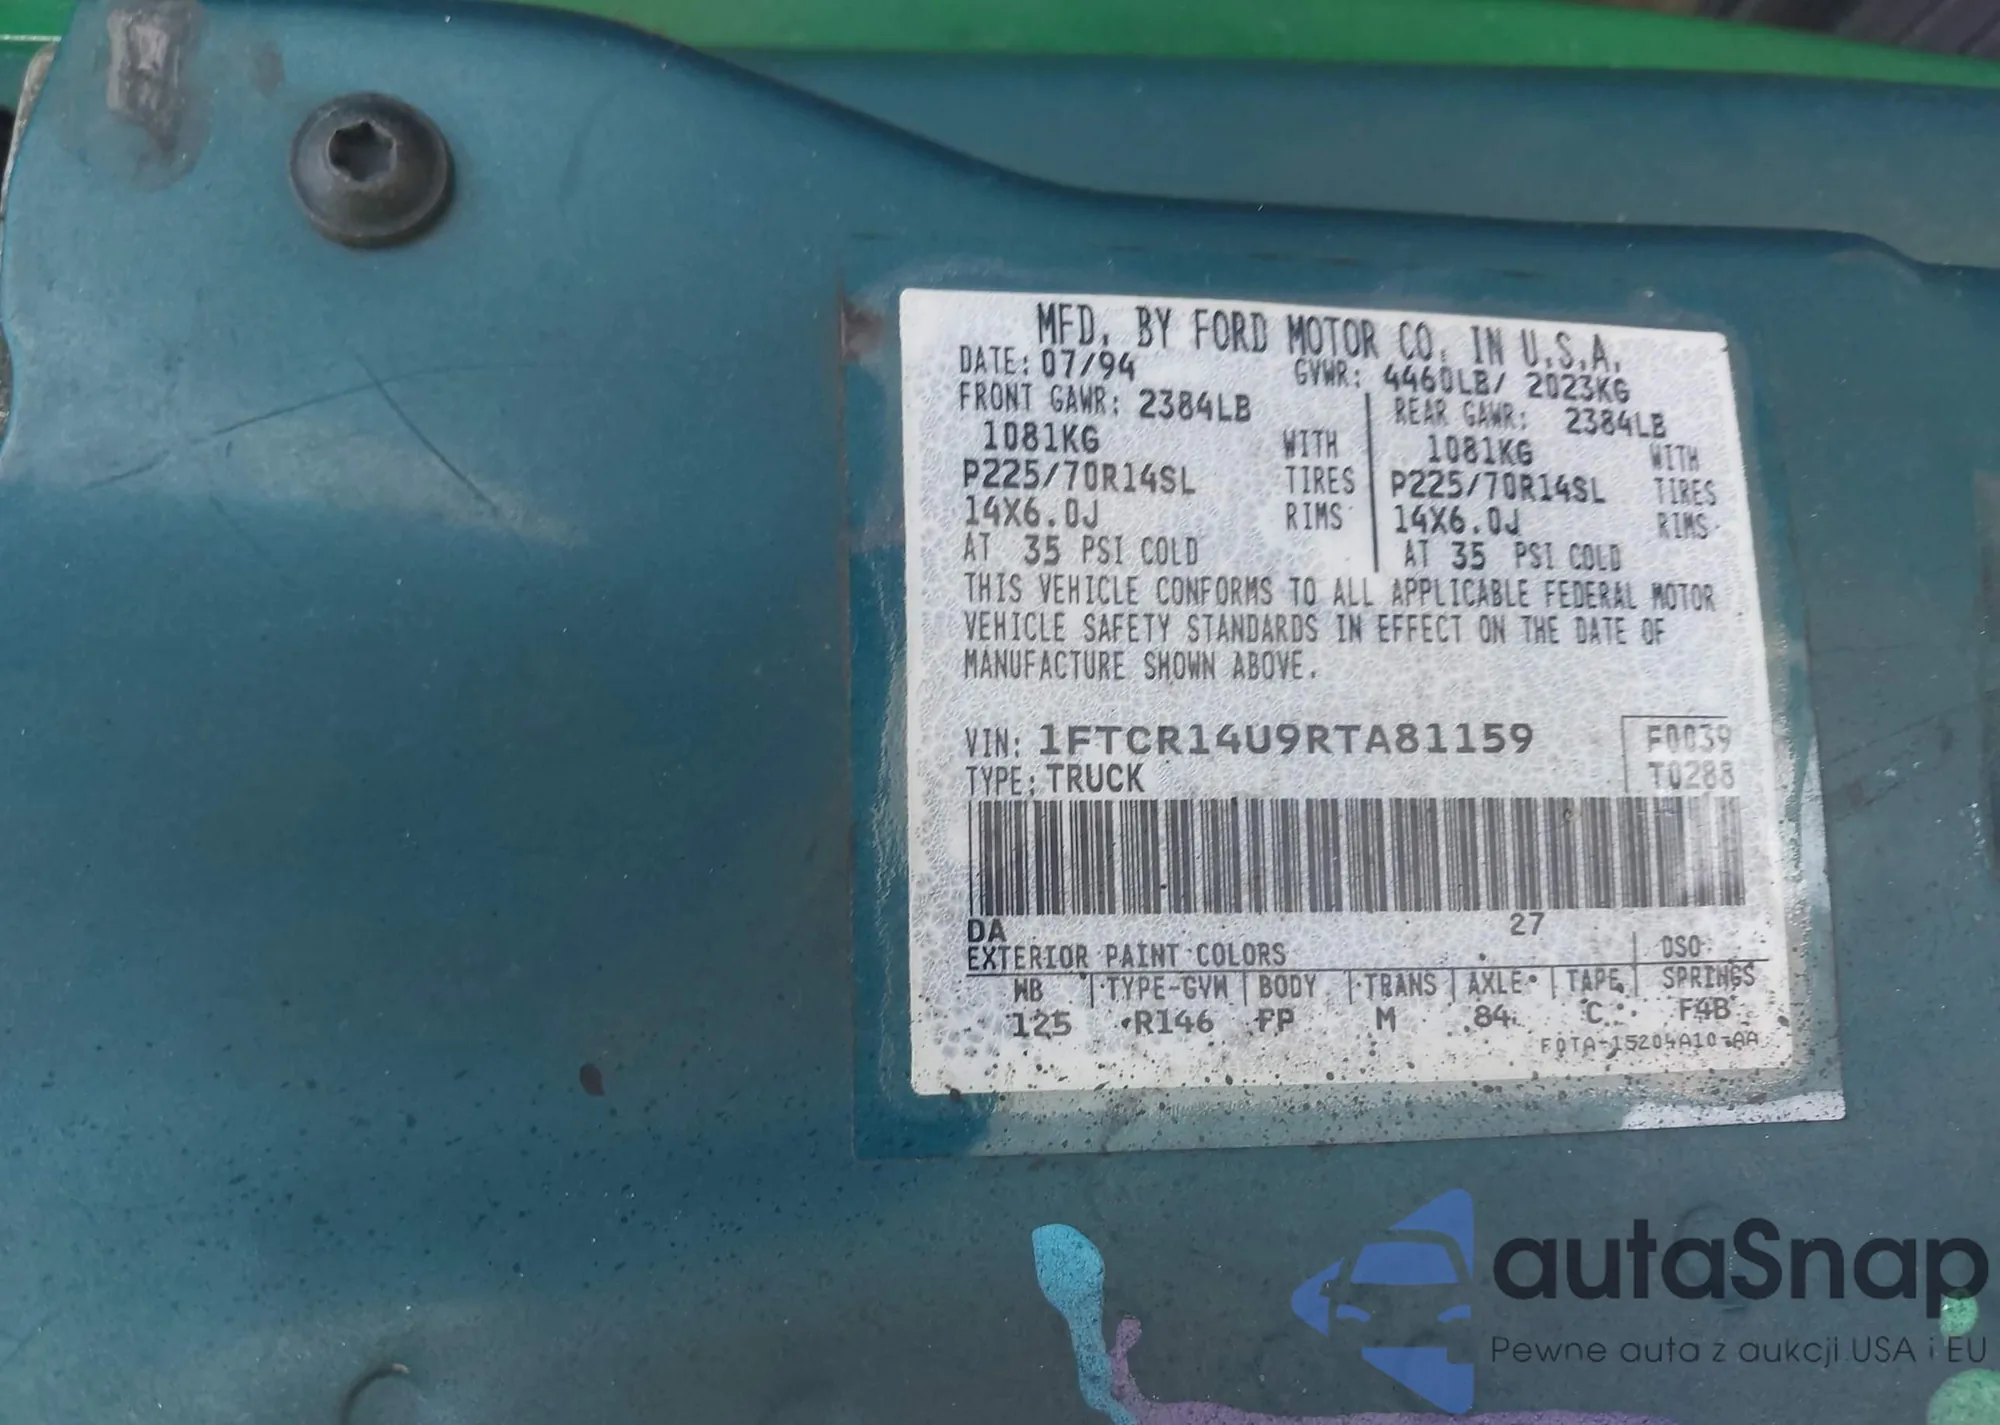 MFD. BY FORD MOTOR CO. IN U.S.A.
DATE: 07/94 GVWR: 4460LB/ 2023KG
FRONT GAWR: 2384LB REAR GAWR: 2384LB
1081KG WITH 1081KG WITH
P225/70R14SL TIRES P225/70R14SL TIRES
14X6.0J RIMS 14X6.0J RIMS
AT 35 PSI COLD AT 35 PSI COLD
THIS VEHICLE CONFORMS TO ALL APPLICABLE FEDERAL MOTOR
VEHICLE SAFETY STANDARDS IN EFFECT ON THE DATE OF
MANUFACTURE SHOWN ABOVE.
VIN: 1FTCR14U9RTA81159 F0039
TYPE: TRUCK T0288
DA 27
EXTERIOR PAINT COLORS DSO
WB TYPE-GVW BODY TRANS AXLE TAPE SPRINGS
125 R146 PP M 84 C F4B
F0TA-15204A10-AA
autaSnap
Pewne auta z aukcji USA i EU